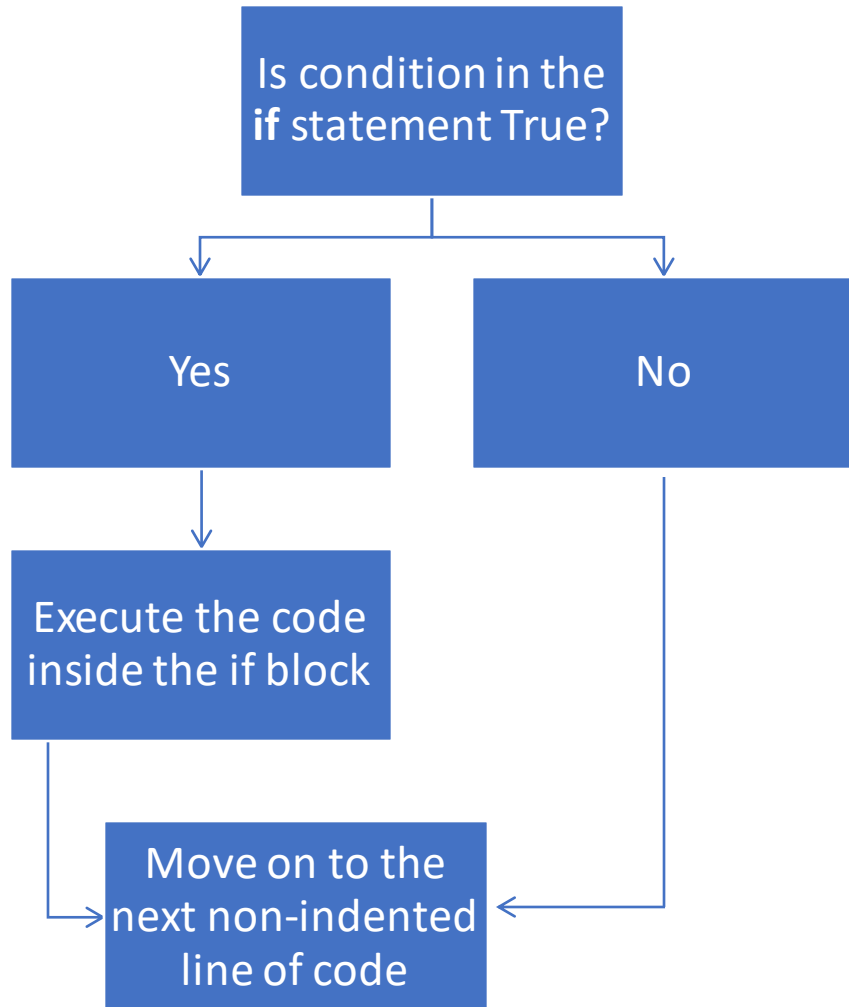 Is condition in the
if statement True?
Yes
No
Execute the code
inside the if block
Move on to the
next non-indented
line of code